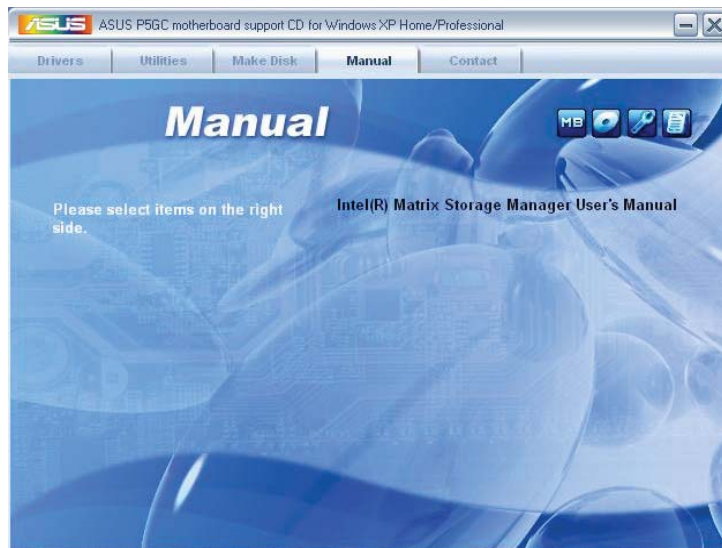 ASUS ASUS P5GC motherboard support CD for Windows XP Home/Professional
Drivers Utilities Make Disk Manual Contact
Manual
MB
Please select items on the right
side.
Intel(R) Matrix Storage Manager User's Manual